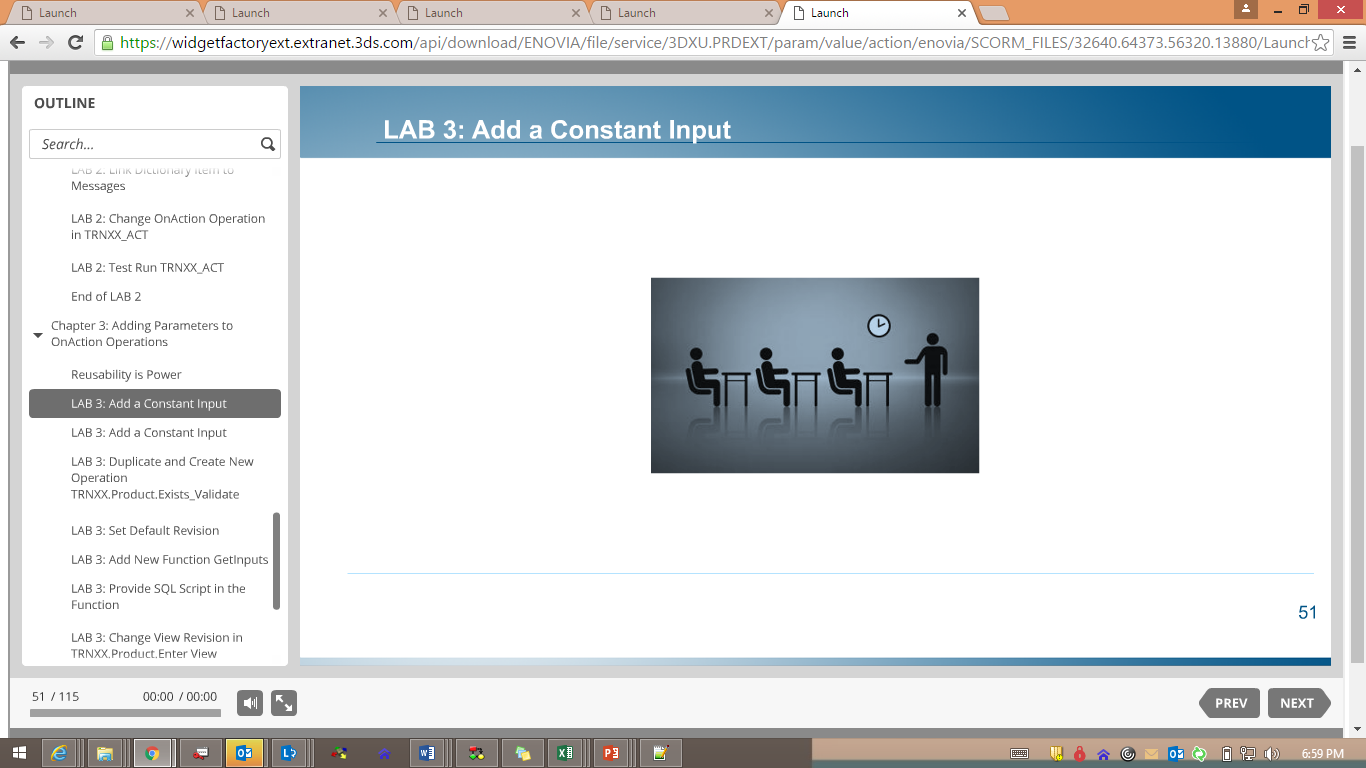 Launch
Launch
Launch
Launch
Launch
https://widgetfactoryext.extranet.3ds.com/api/download/ENOVIA/file/service/3DXU.PRDEXT/param/value/action/enovia/SCORM_FILES/32640.64373.56320.13880/Launch
OUTLINE
Search...
LAB 2: Link Dictionary Item to
Messages
LAB 2: Change OnAction Operation
in TRNXX_ACT
LAB 2: Test Run TRNXX_ACT
End of LAB 2
Chapter 3: Adding Parameters to
OnAction Operations
Reusability is Power
LAB 3: Add a Constant Input
LAB 3: Add a Constant Input
LAB 3: Duplicate and Create New
Operation
TRNXX.Product.Exists_Validate
LAB 3: Set Default Revision
LAB 3: Add New Function GetInputs
LAB 3: Provide SQL Script in the
Function
LAB 3: Change View Revision in
TRNXX.Product.Enter View
LAB 3: Add a Constant Input
51
51 / 115
00:00 / 00:00
PREV
NEXT
6:59 PM